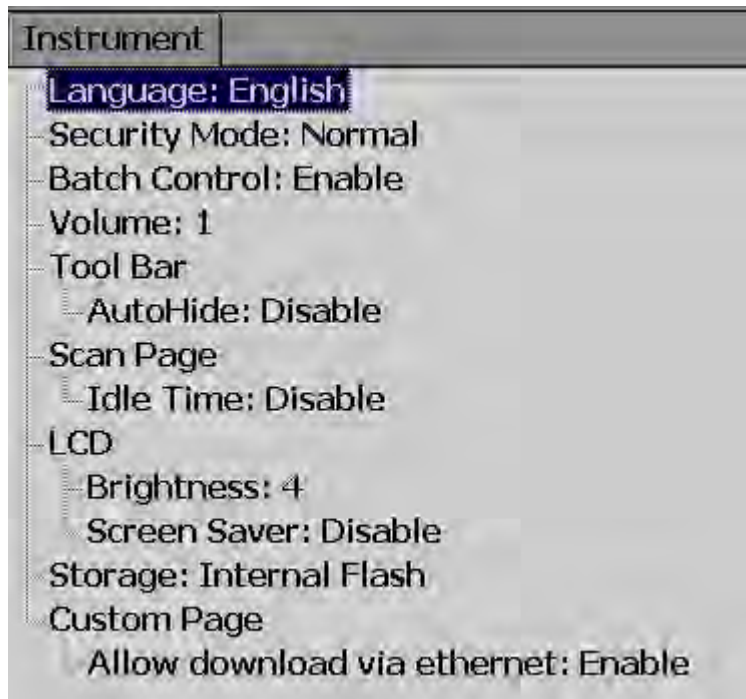 Instrument
Language: English
Security Mode: Normal
Batch Control: Enable
Volume: 1
Tool Bar
AutoHide: Disable
Scan Page
Idle Time: Disable
LCD
Brightness: 4
Screen Saver: Disable
Storage: Internal Flash
Custom Page
Allow download via ethernet: Enable